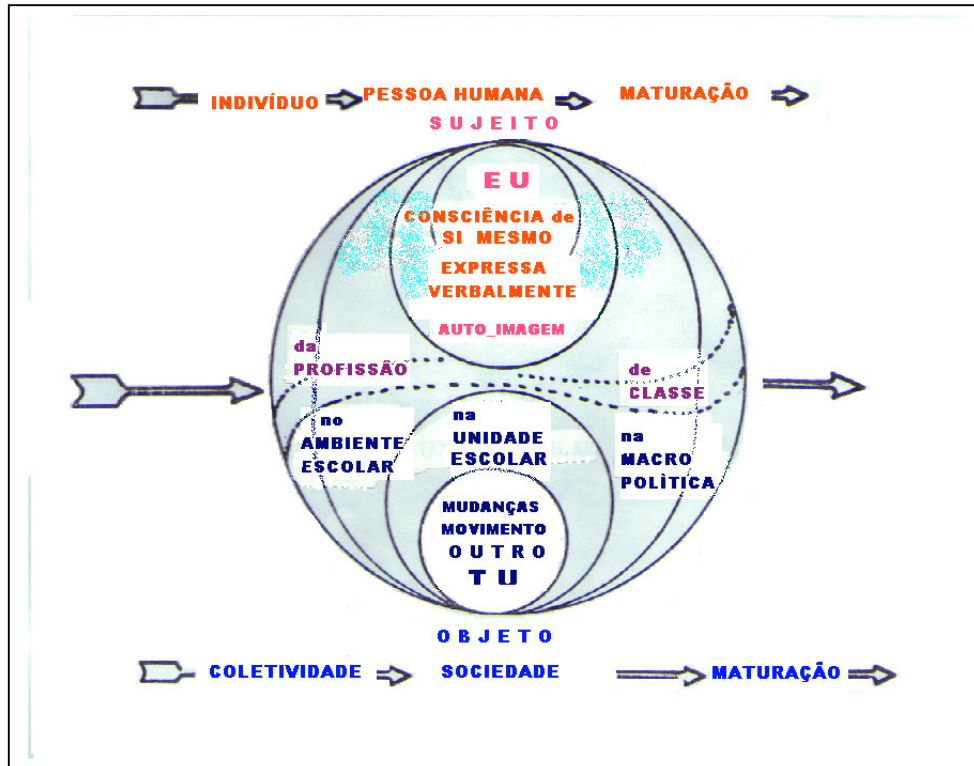 INDIVÍDUO PESSOA HUMANA MATURAÇÃO
SUJEITO
EU
CONSCIÊNCIA de
SI MESMO
EXPRESSA
VERBALMENTE
AUTO_IMAGEM
da
PROFISSÃO
de
CLASSE
no
AMBIENTE
ESCOLAR
na
UNIDADE
ESCOLAR
na
MACRO
POLÌTICA
MUDANÇAS
MOVIMENTO
OUTRO
TU
OBJETO
COLETIVIDADE SOCIEDADE MATURAÇÃO